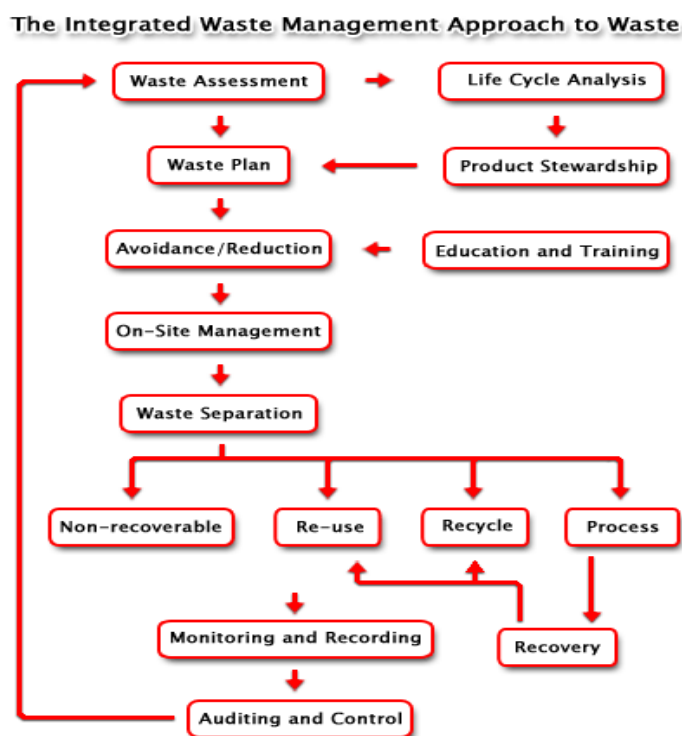 The Integrated Waste Management Approach to Waste
Waste Assessment
Life Cycle Analysis
Waste Plan
Product Stewardship
Avoidance/Reduction
Education and Training
On-Site Management
Waste Separation
Non-recoverable
Re-use
Recycle
Process
Monitoring and Recording
Recovery
Auditing and Control